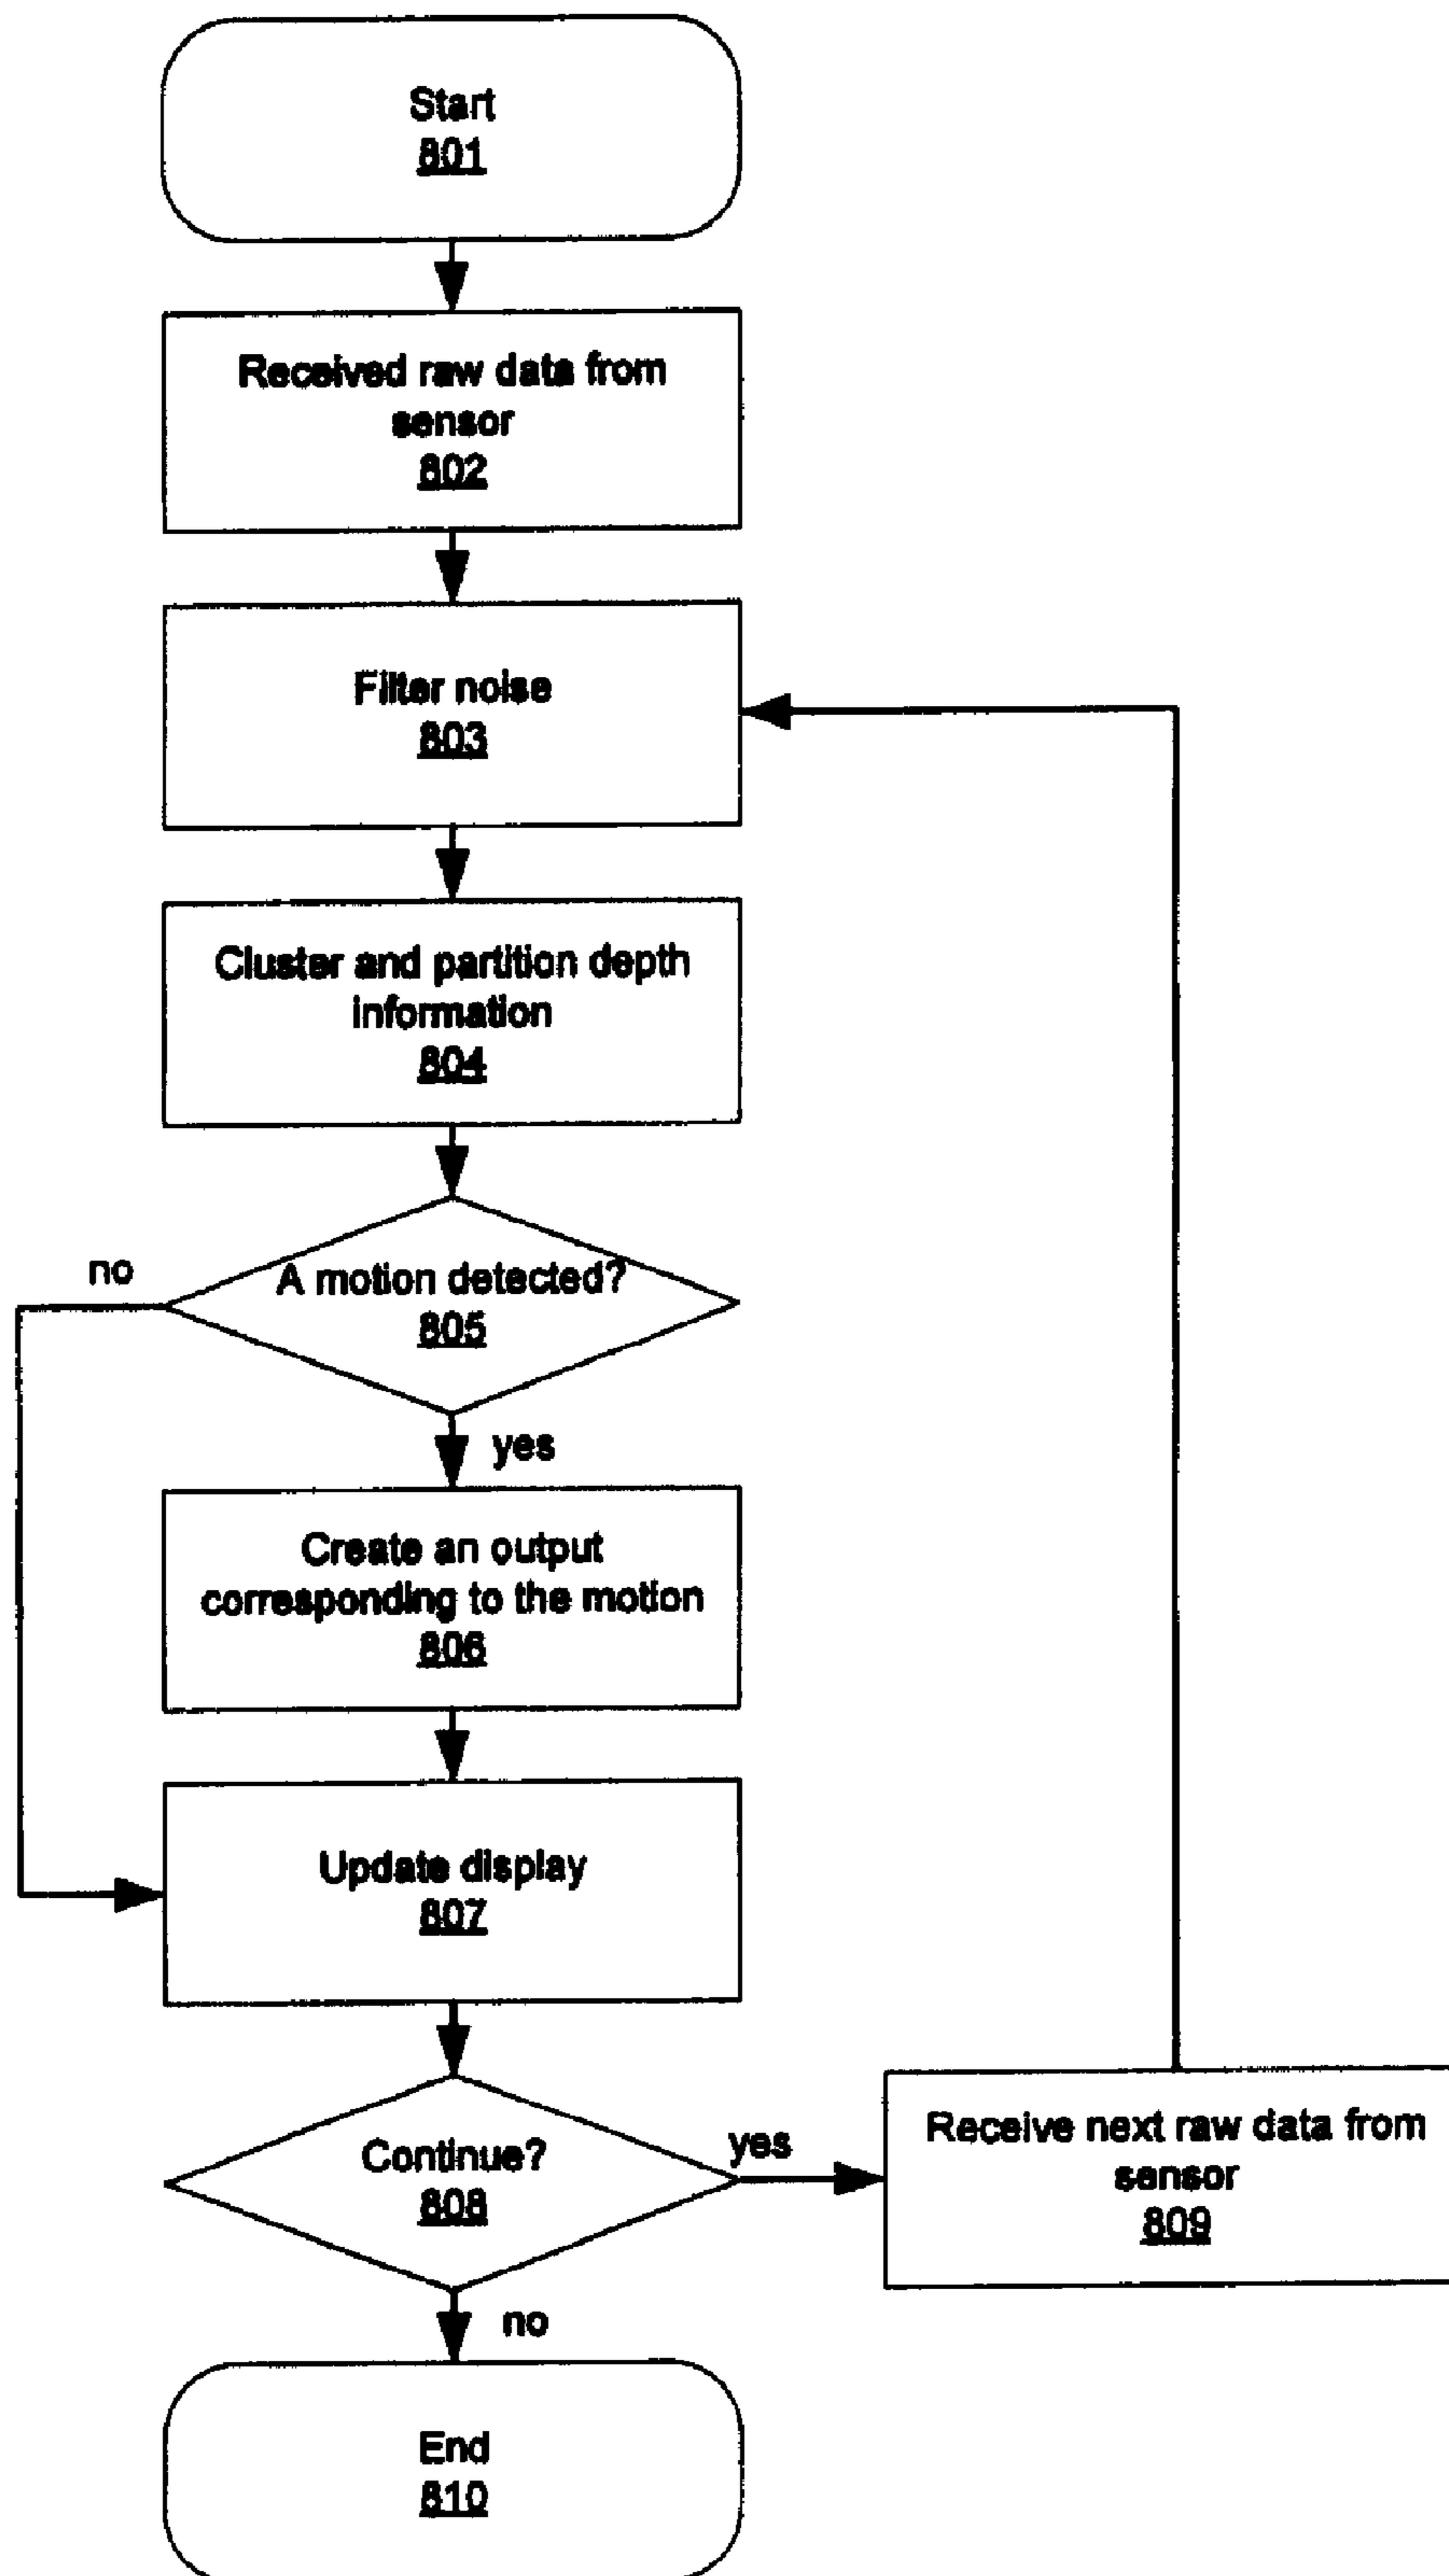 Start
801
Received raw data from
sensor
802
Filter noise
803
Cluster and partition depth
information
804
no
A motion detected?
805
yes
Create an output
corresponding to the motion
806
Update display
807
Continue?
808
yes
Receive next raw data from
sensor
809
no
End
810